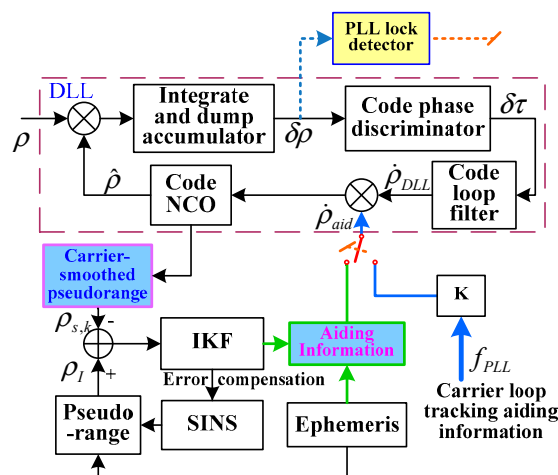 PLL lock
detector
DLL
Integrate
and dump
accumulator
Code phase
discriminator
ρ
δρ
δτ
ρ̂
Code
NCO
ρ̇_DLL
Code
loop
filter
ρ̇_aid
Carrier-
smoothed
pseudorange
K
ρ_{s,k}
-
IKF
Aiding
Information
f_PLL
ρ_I
+
Error compensation
Carrier loop
tracking aiding
information
Pseudo
-range
SINS
Ephemeris